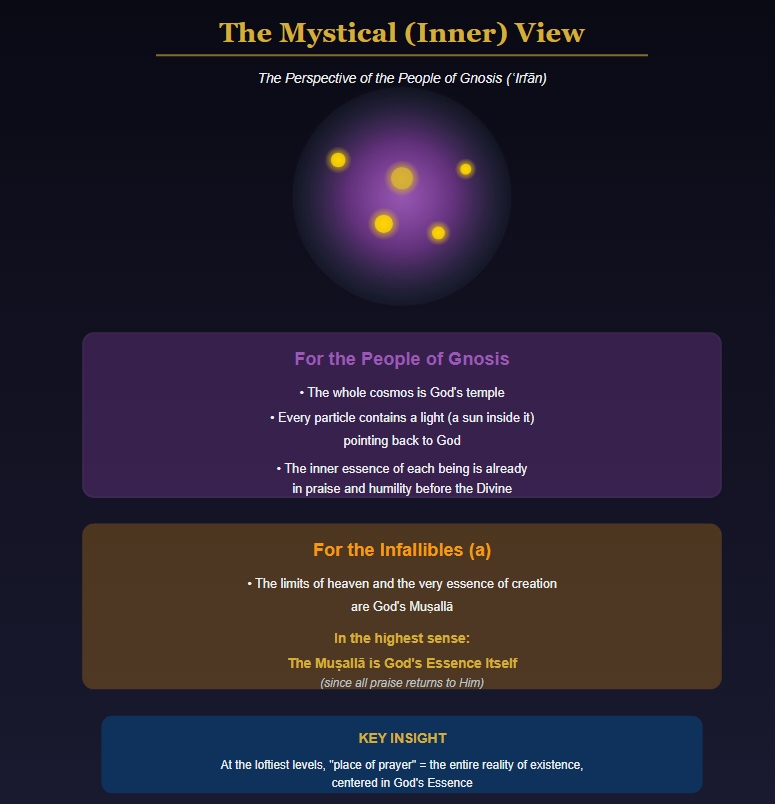 The Mystical (Inner) View
The Perspective of the People of Gnosis (ʿIrfān)
For the People of Gnosis
• The whole cosmos is God's temple
• Every particle contains a light (a sun inside it)
pointing back to God
• The inner essence of each being is already
in praise and humility before the Divine
For the Infallibles (a)
• The limits of heaven and the very essence of creation
are God's Muṣallā
In the highest sense:
The Muṣallā is God's Essence Itself
(since all praise returns to Him)
KEY INSIGHT
At the loftiest levels, "place of prayer" = the entire reality of existence,
centered in God's Essence